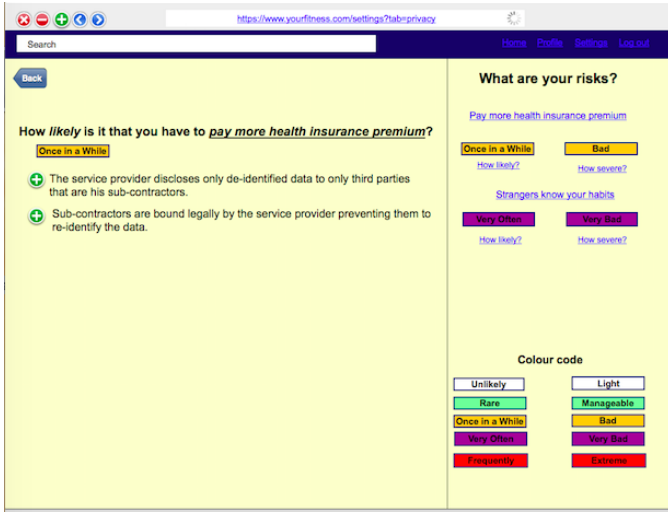 https://www.yourfitness.com/settings?tab=privacy
Search
Home Profile Settings Log out
Back
How likely is it that you have to pay more health insurance premium?
Once in a While
The service provider discloses only de-identified data to only third parties
that are his sub-contractors.
Sub-contractors are bound legally by the service provider preventing them to
re-identify the data.
What are your risks?
Pay more health insurance premium
Once in a While Bad
How likely? How severe?
Strangers know your habits
Very Often Very Bad
How likely? How severe?
Colour code
Unlikely Light
Rare Manageable
Once in a While Bad
Very Often Very Bad
Frequently Extreme